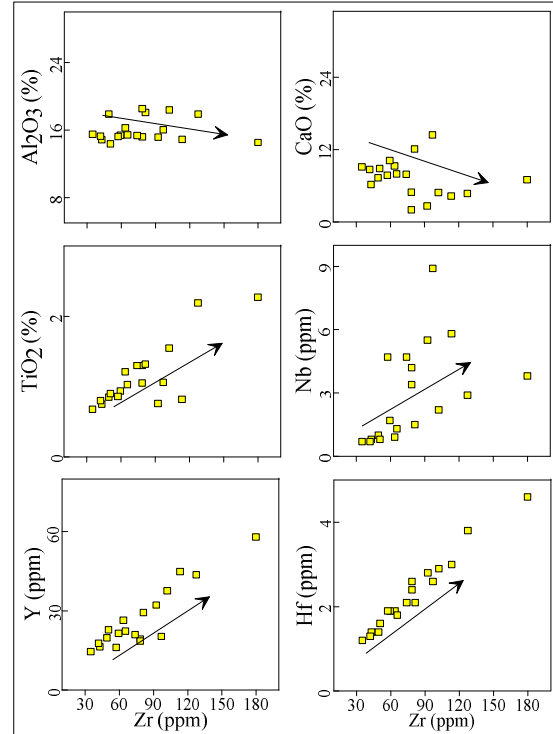 Al₂O₃ (%)
24
16
8
CaO (%)
24
12
0
TiO₂ (%)
2
0
Nb (ppm)
9
6
3
0
Y (ppm)
60
30
0
Hf (ppm)
4
2
0
30 60 90 120 150 180
Zr (ppm)
30 60 90 120 150 180
Zr (ppm)